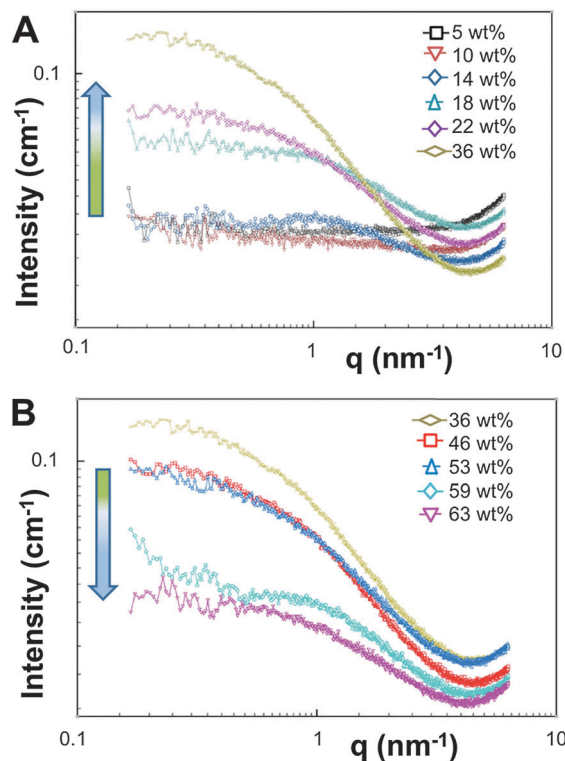 A
Intensity (cm⁻¹)
0.1
5 wt%
10 wt%
14 wt%
18 wt%
22 wt%
36 wt%
0.1
1
10
q (nm⁻¹)
B
Intensity (cm⁻¹)
0.1
36 wt%
46 wt%
53 wt%
59 wt%
63 wt%
0.1
1
10
q (nm⁻¹)